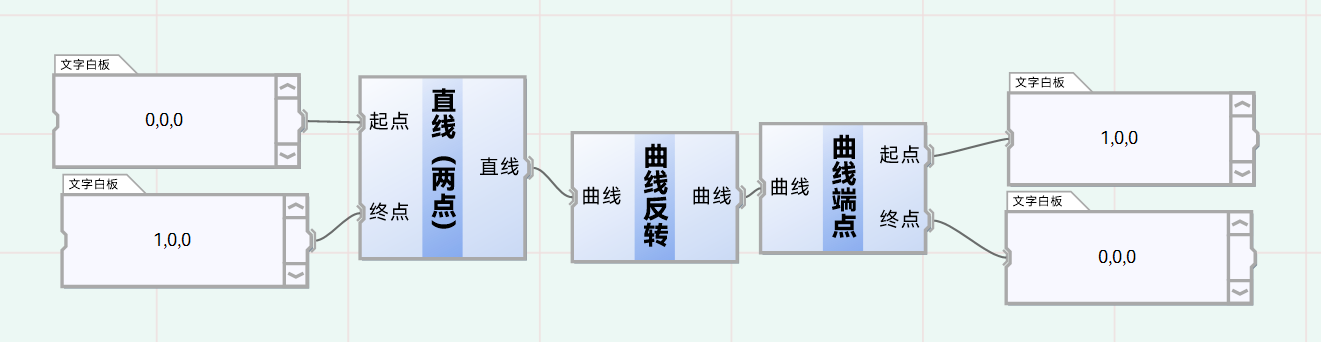 文字白板
0,0,0
文字白板
1,0,0
起点
终点
直线（两点）
直线
曲线
曲线反转
曲线
曲线
曲线端点
起点
终点
文字白板
1,0,0
文字白板
0,0,0